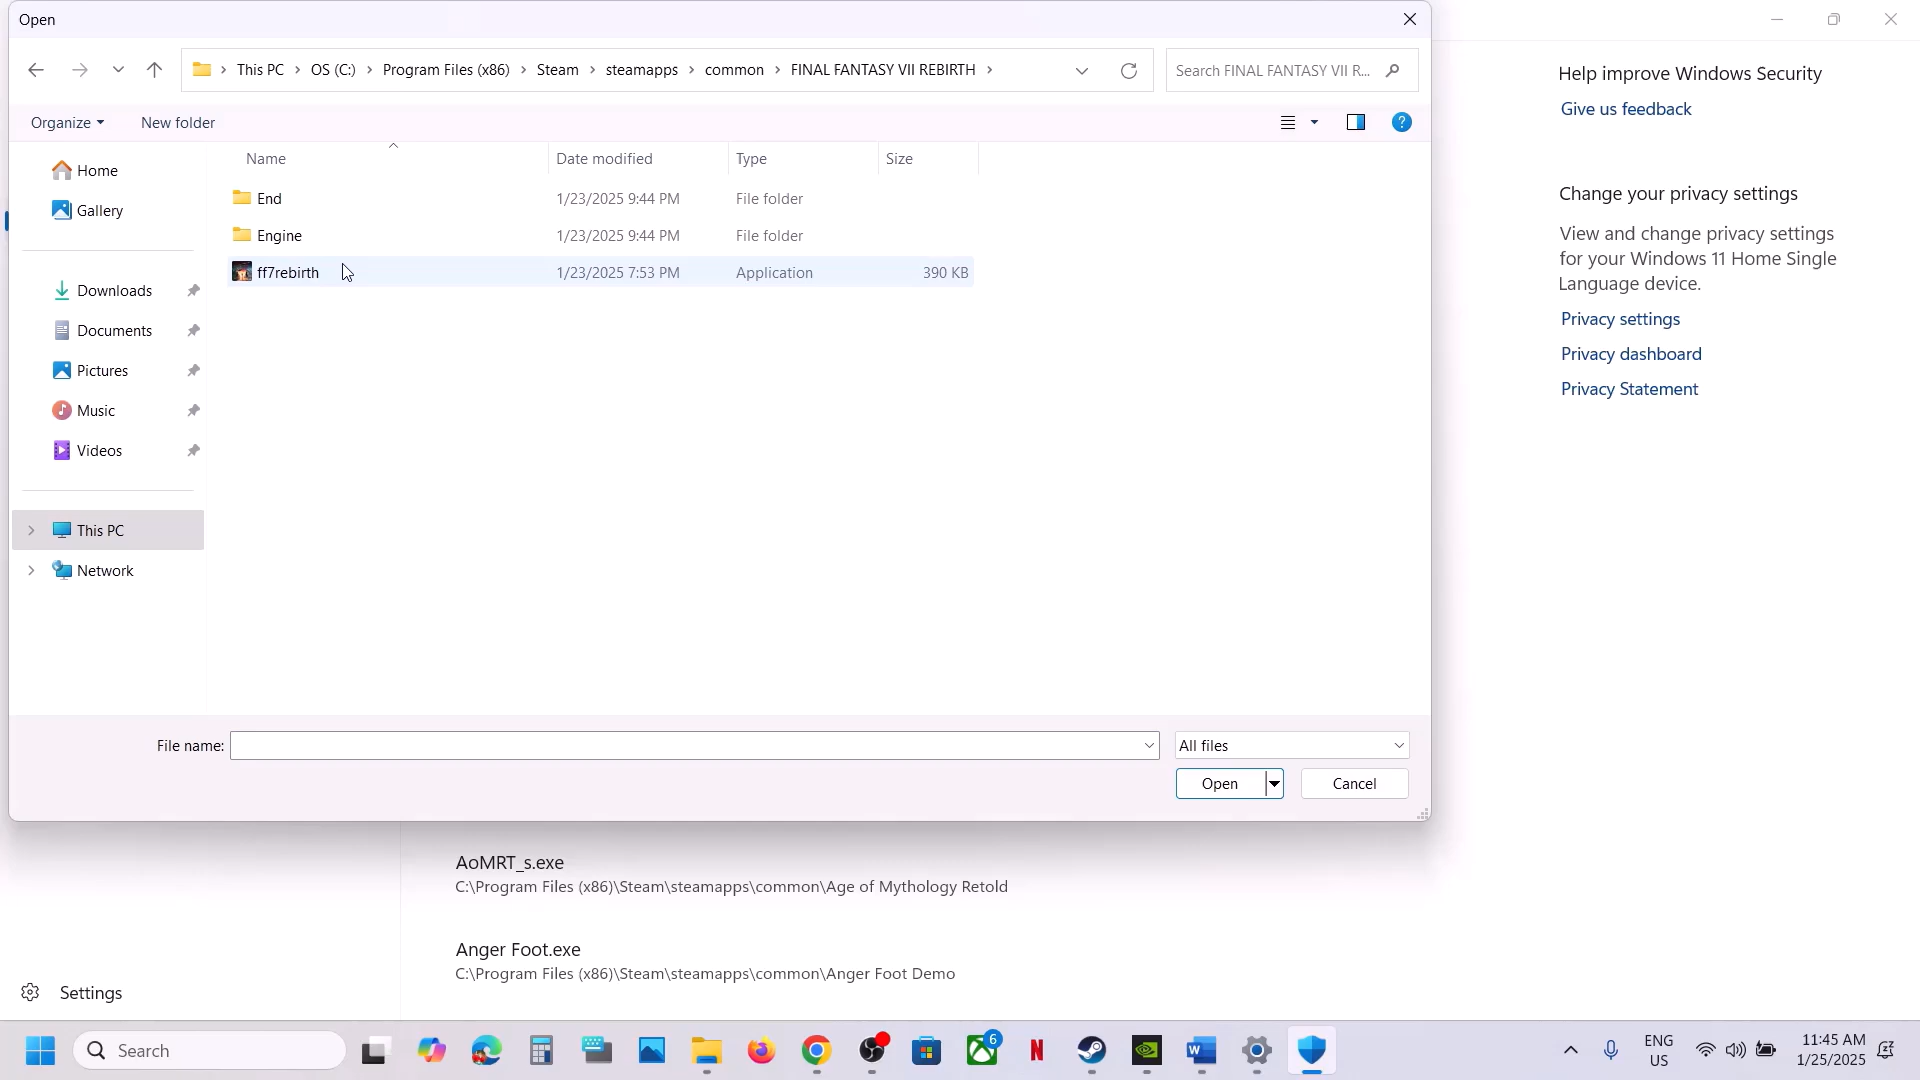 Open
This PC > OS (C:) > Program Files (x86) > Steam > steamapps > common > FINAL FANTASY VII REBIRTH >
Search FINAL FANTASY VII R...
Organize
New folder
?
Name
Date modified
Type
Size
End
1/23/2025 9:44 PM
File folder
Engine
1/23/2025 9:44 PM
File folder
ff7rebirth
1/23/2025 7:53 PM
Application
390 KB
Home
Gallery
Downloads
Documents
Pictures
Music
Videos
This PC
Network
File name:
All files
Open
Cancel
Help improve Windows Security
Give us feedback
Change your privacy settings
View and change privacy settings
for your Windows 11 Home Single
Language device.
Privacy settings
Privacy dashboard
Privacy Statement
AoMRT_s.exe
C:\Program Files (x86)\Steam\steamapps\common\Age of Mythology Retold
Anger Foot.exe
C:\Program Files (x86)\Steam\steamapps\common\Anger Foot Demo
Settings
Search
6
N
W
ENG
US
11:45 AM
1/25/2025